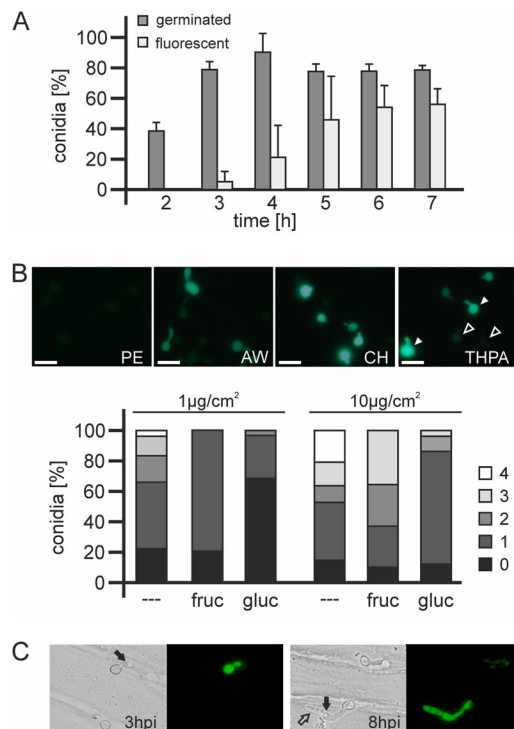 A
germinated
fluorescent
conidia [%]
100
80
60
40
20
0
2 3 4 5 6 7
time [h]
B
PE AW CH THPA
1µg/cm² 10µg/cm²
conidia [%]
100
80
60
40
20
0
4
3
2
1
0
--- fruc gluc --- fruc gluc
C
3hpi 8hpi